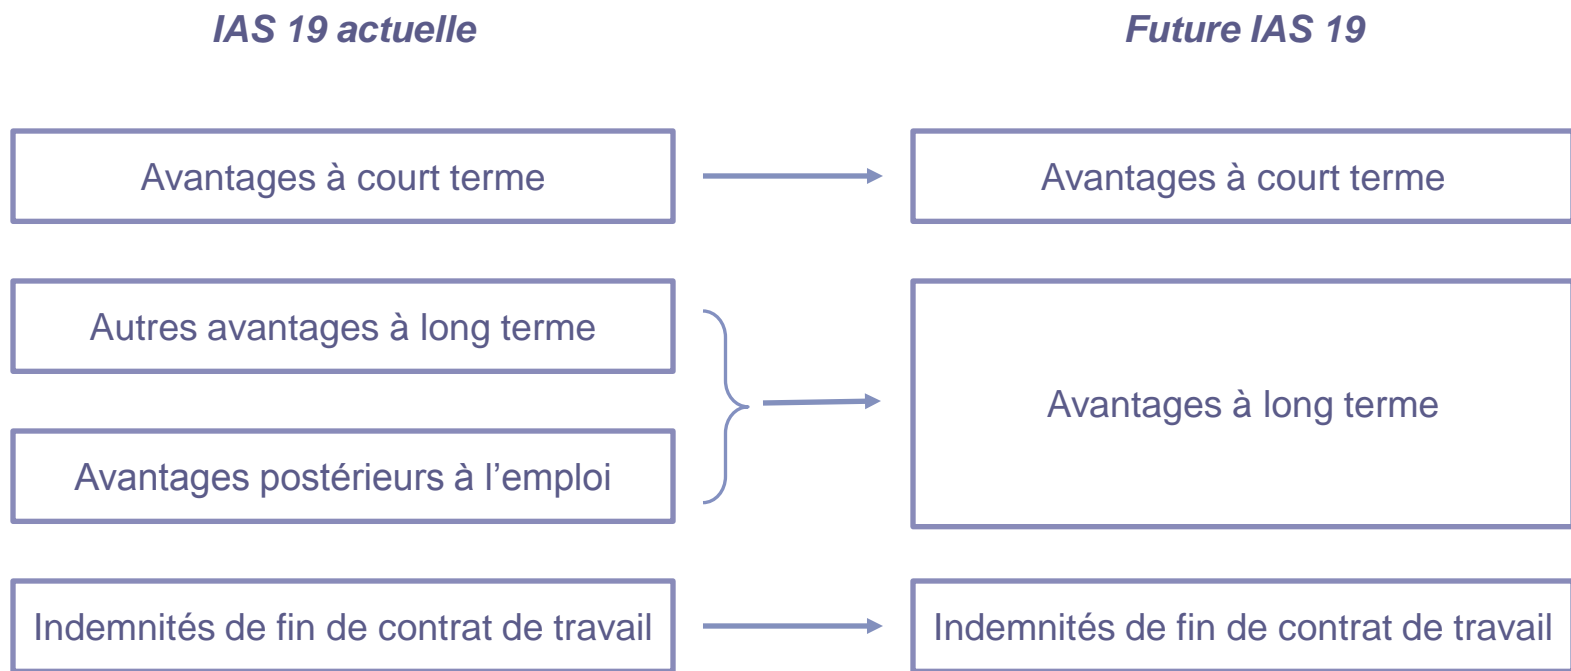 IAS 19 actuelle
Future IAS 19
Avantages à court terme
Avantages à court terme
Autres avantages à long terme
Avantages postérieurs à l’emploi
Avantages à long terme
Indemnités de fin de contrat de travail
Indemnités de fin de contrat de travail